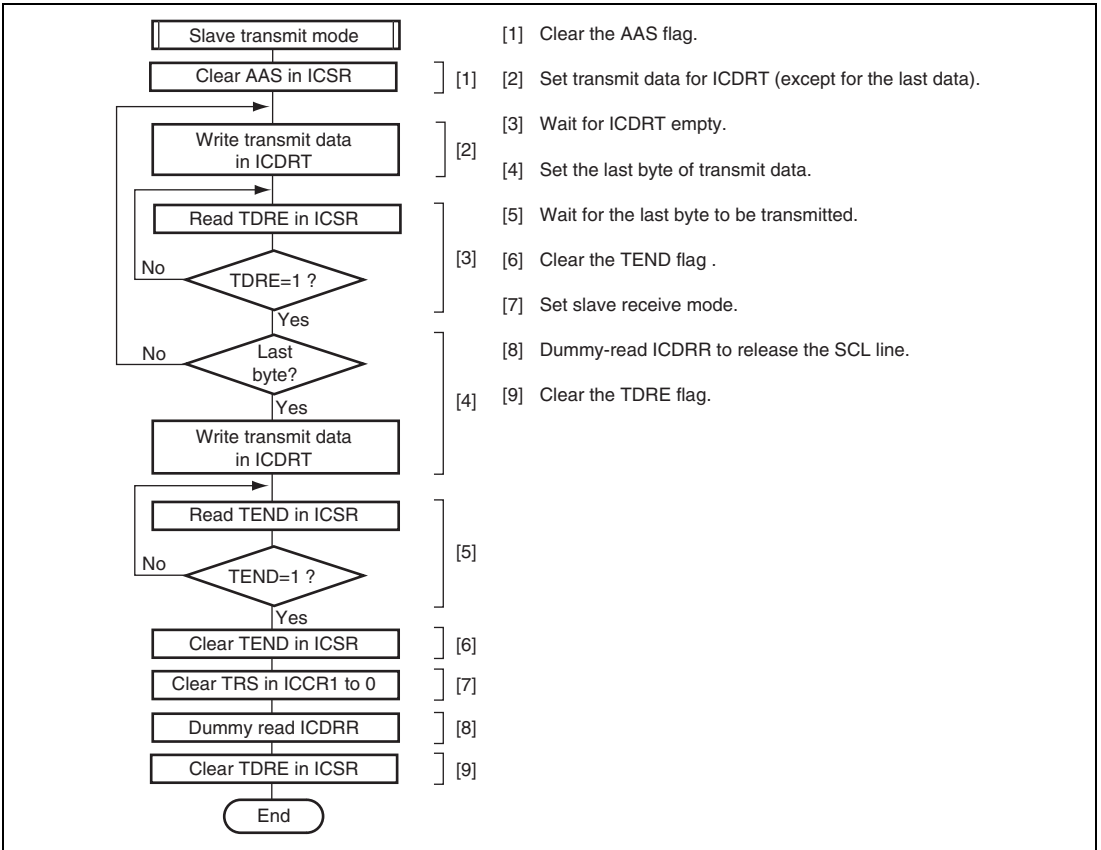 Slave transmit mode
Clear AAS in ICSR
[1]
Write transmit data
in ICDRT
[2]
Read TDRE in ICSR
No
TDRE=1 ?
[3]
Yes
No
Last
byte?
Yes
[4]
Write transmit data
in ICDRT
Read TEND in ICSR
No
TEND=1 ?
[5]
Yes
Clear TEND in ICSR
[6]
Clear TRS in ICCR1 to 0
[7]
Dummy read ICDRR
[8]
Clear TDRE in ICSR
[9]
End
[1] Clear the AAS flag.
[2] Set transmit data for ICDRT (except for the last data).
[3] Wait for ICDRT empty.
[4] Set the last byte of transmit data.
[5] Wait for the last byte to be transmitted.
[6] Clear the TEND flag .
[7] Set slave receive mode.
[8] Dummy-read ICDRR to release the SCL line.
[9] Clear the TDRE flag.